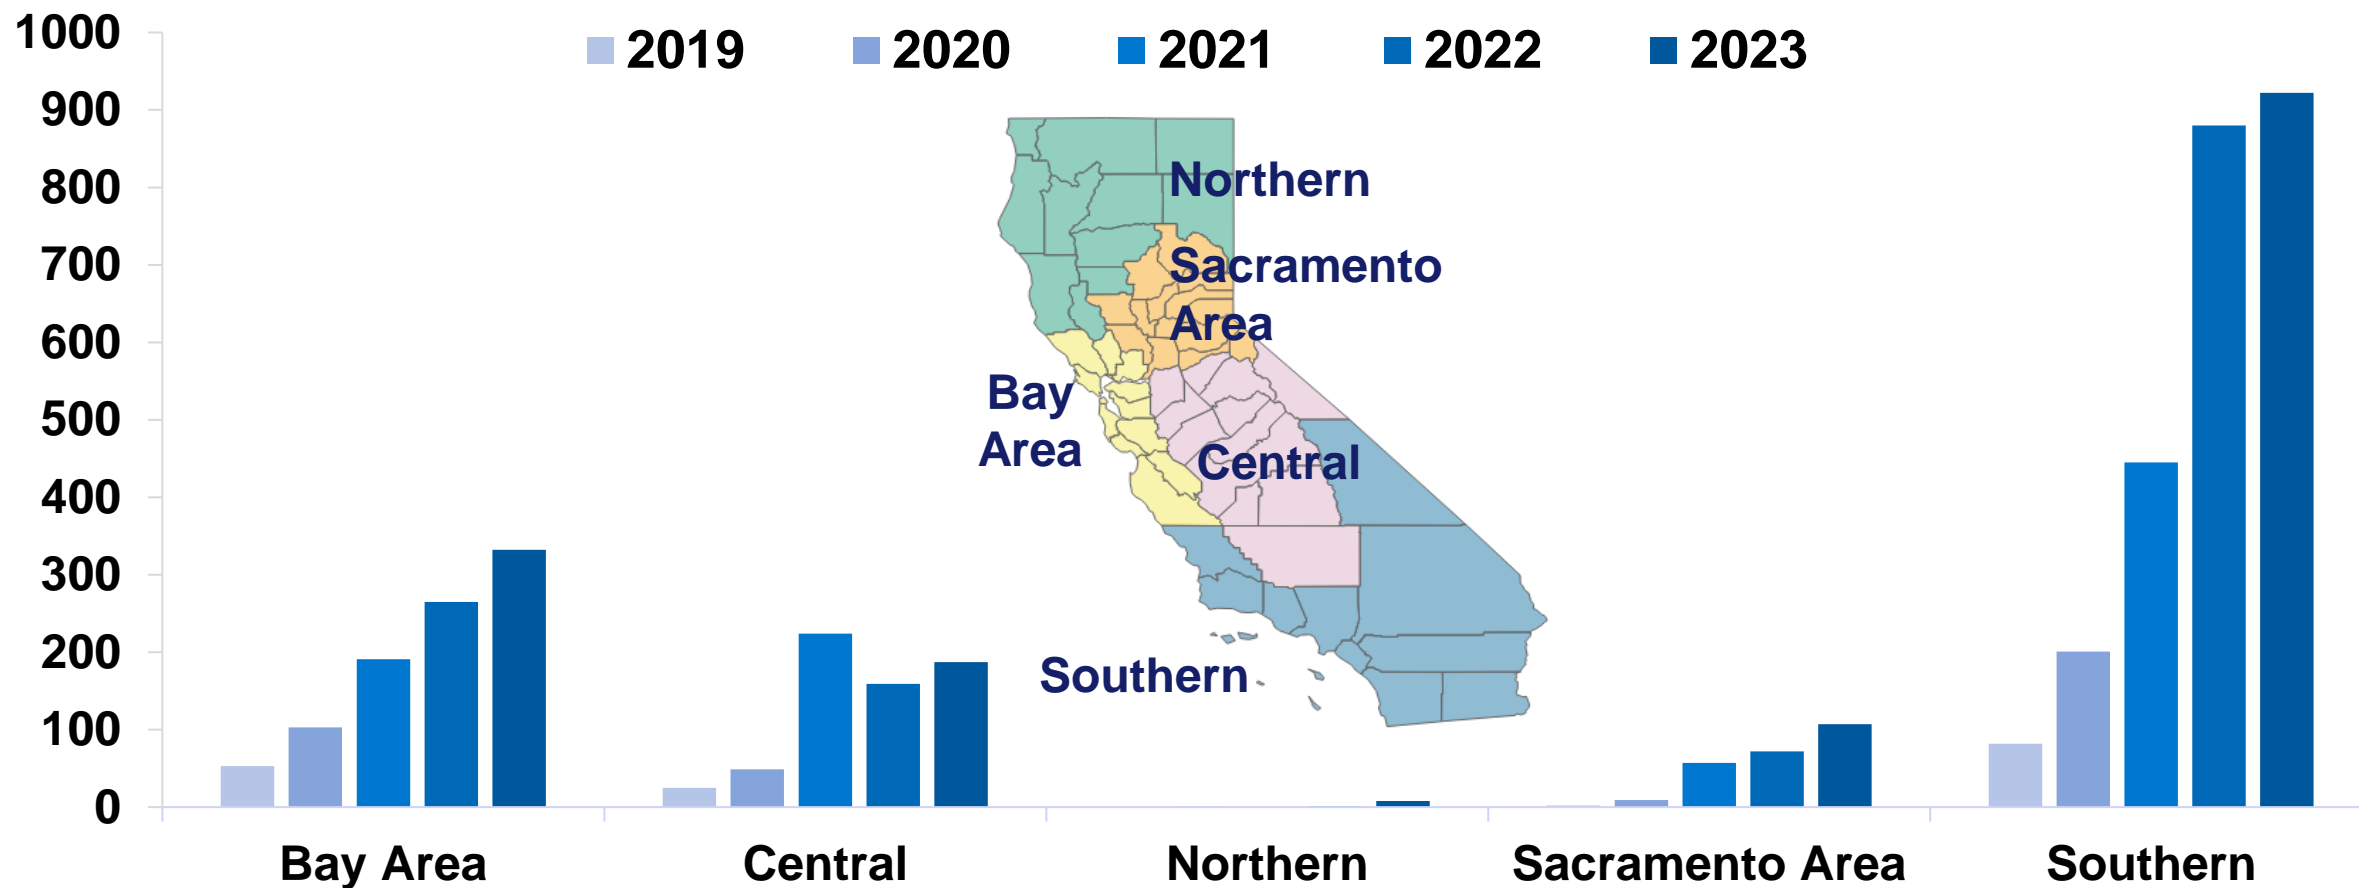 1000
900
800
700
600
500
400
300
200
100
0
2019 2020 2021 2022 2023
Northern
Sacramento
Area
Bay
Area
Central
Southern
Bay Area Central Northern Sacramento Area Southern